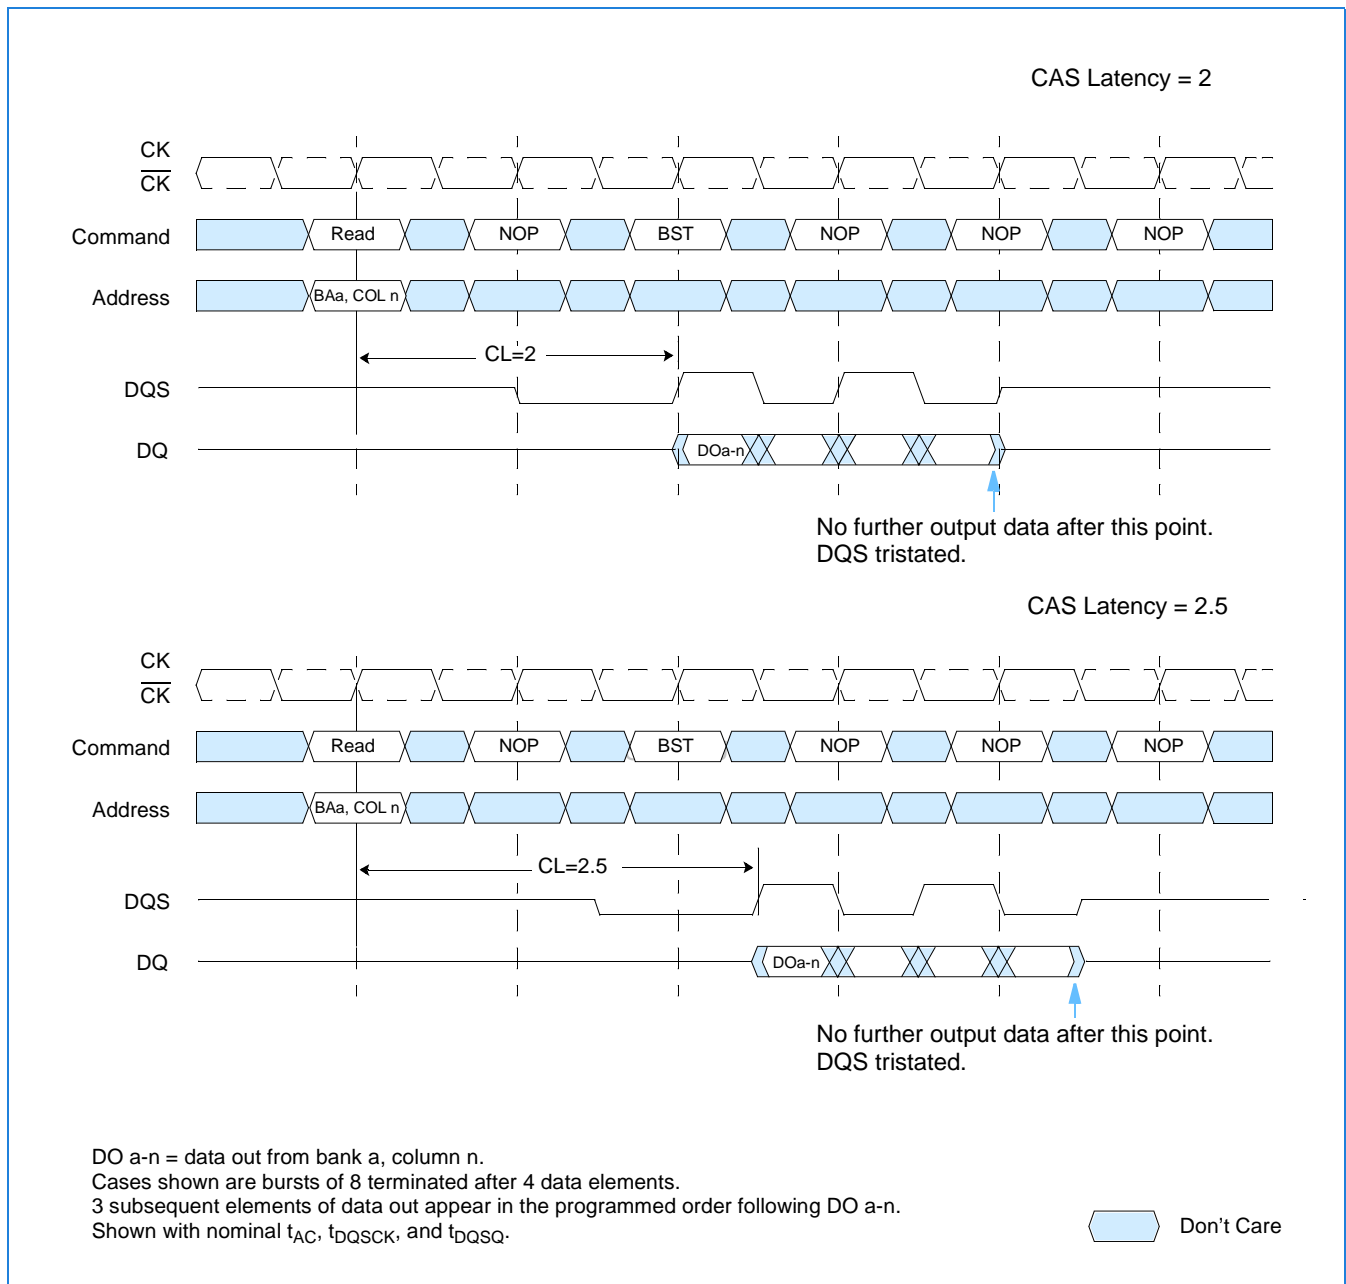 CAS Latency = 2
CK
CK
Command
Read
NOP
BST
NOP
NOP
NOP
Address
BAa, COL n
CL=2
DQS
DQ
DOa-n
No further output data after this point.
DQS tristated.
CAS Latency = 2.5
CK
CK
Command
Read
NOP
BST
NOP
NOP
NOP
Address
BAa, COL n
CL=2.5
DQS
DQ
DOa-n
No further output data after this point.
DQS tristated.
DO a-n = data out from bank a, column n.
Cases shown are bursts of 8 terminated after 4 data elements.
3 subsequent elements of data out appear in the programmed order following DO a-n.
Shown with nominal tAC, tDQSCK, and tDQSQ.
Don't Care